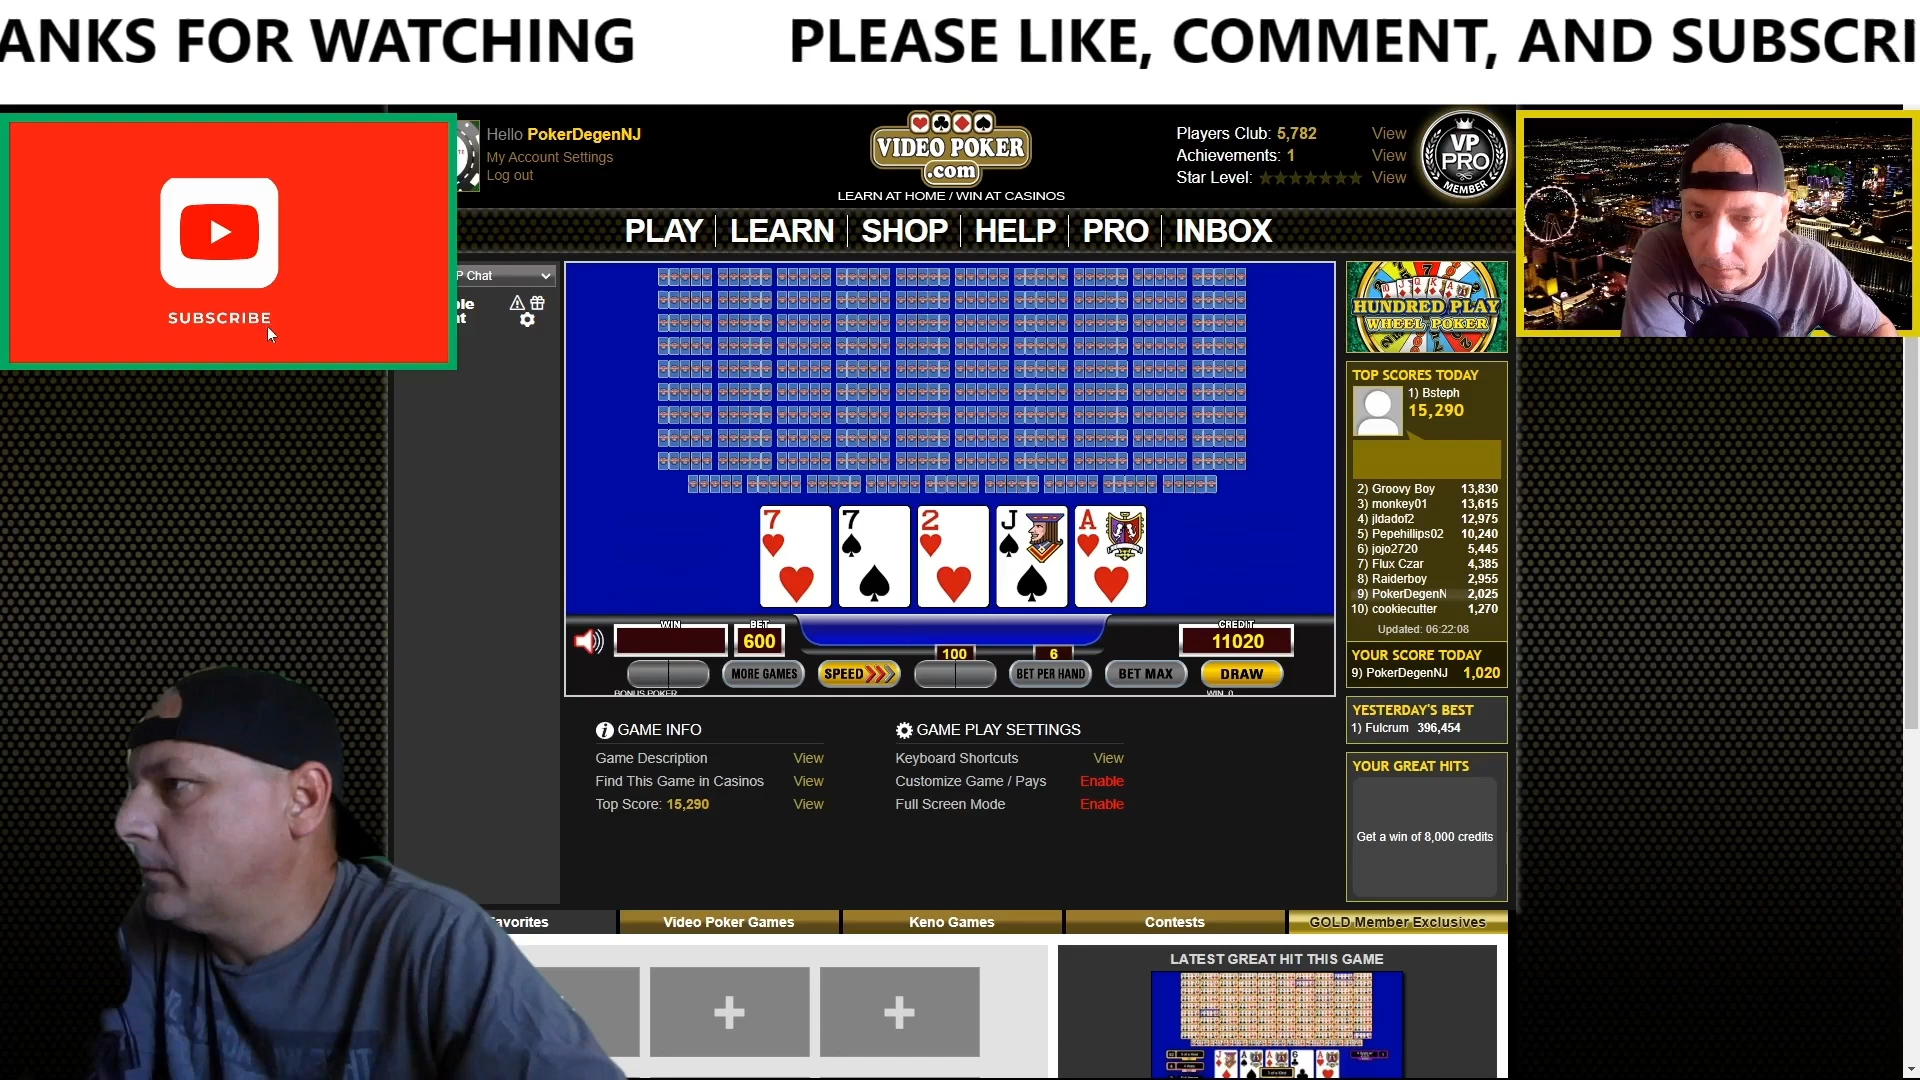 ANKS FOR WATCHING PLEASE LIKE, COMMENT, AND SUBSCRI
SUBSCRIBE
Hello PokerDegenNJ
My Account Settings
Log out
VIDEO POKER
.com
LEARN AT HOME / WIN AT CASINOS
Players Club: 5,782 View
Achievements: 1 View
Star Level: View
VP
PRO
MEMBER
PLAY LEARN SHOP HELP PRO INBOX
P Chat
HUNDRED PLAY
WHEEL POKER
TOP SCORES TODAY
1) Bsteph
15,290
2) Groovy Boy 13,830
3) monkey01 13,615
4) jldadof2 12,975
5) Pepehillips02 10,240
6) jojo2720 5,445
7) Flux Czar 4,385
8) Raiderboy 2,955
9) PokerDegenN 2,025
10) cookiecutter 1,270
Updated: 06:22:08
YOUR SCORE TODAY
9) PokerDegenNJ 1,020
YESTERDAY'S BEST
1) Fulcrum 396,454
YOUR GREAT HITS
Get a win of 8,000 credits
7 7 2 J A
WIN BET CREDIT
600 11020
100 6
MORE GAMES SPEED BET PER HAND BET MAX DRAW
BONUS POKER WIN 0
GAME INFO
Game Description View
Find This Game in Casinos View
Top Score: 15,290 View
GAME PLAY SETTINGS
Keyboard Shortcuts View
Customize Game / Pays Enable
Full Screen Mode Enable
avorites Video Poker Games Keno Games Contests GOLD Member Exclusives
LATEST GREAT HIT THIS GAME